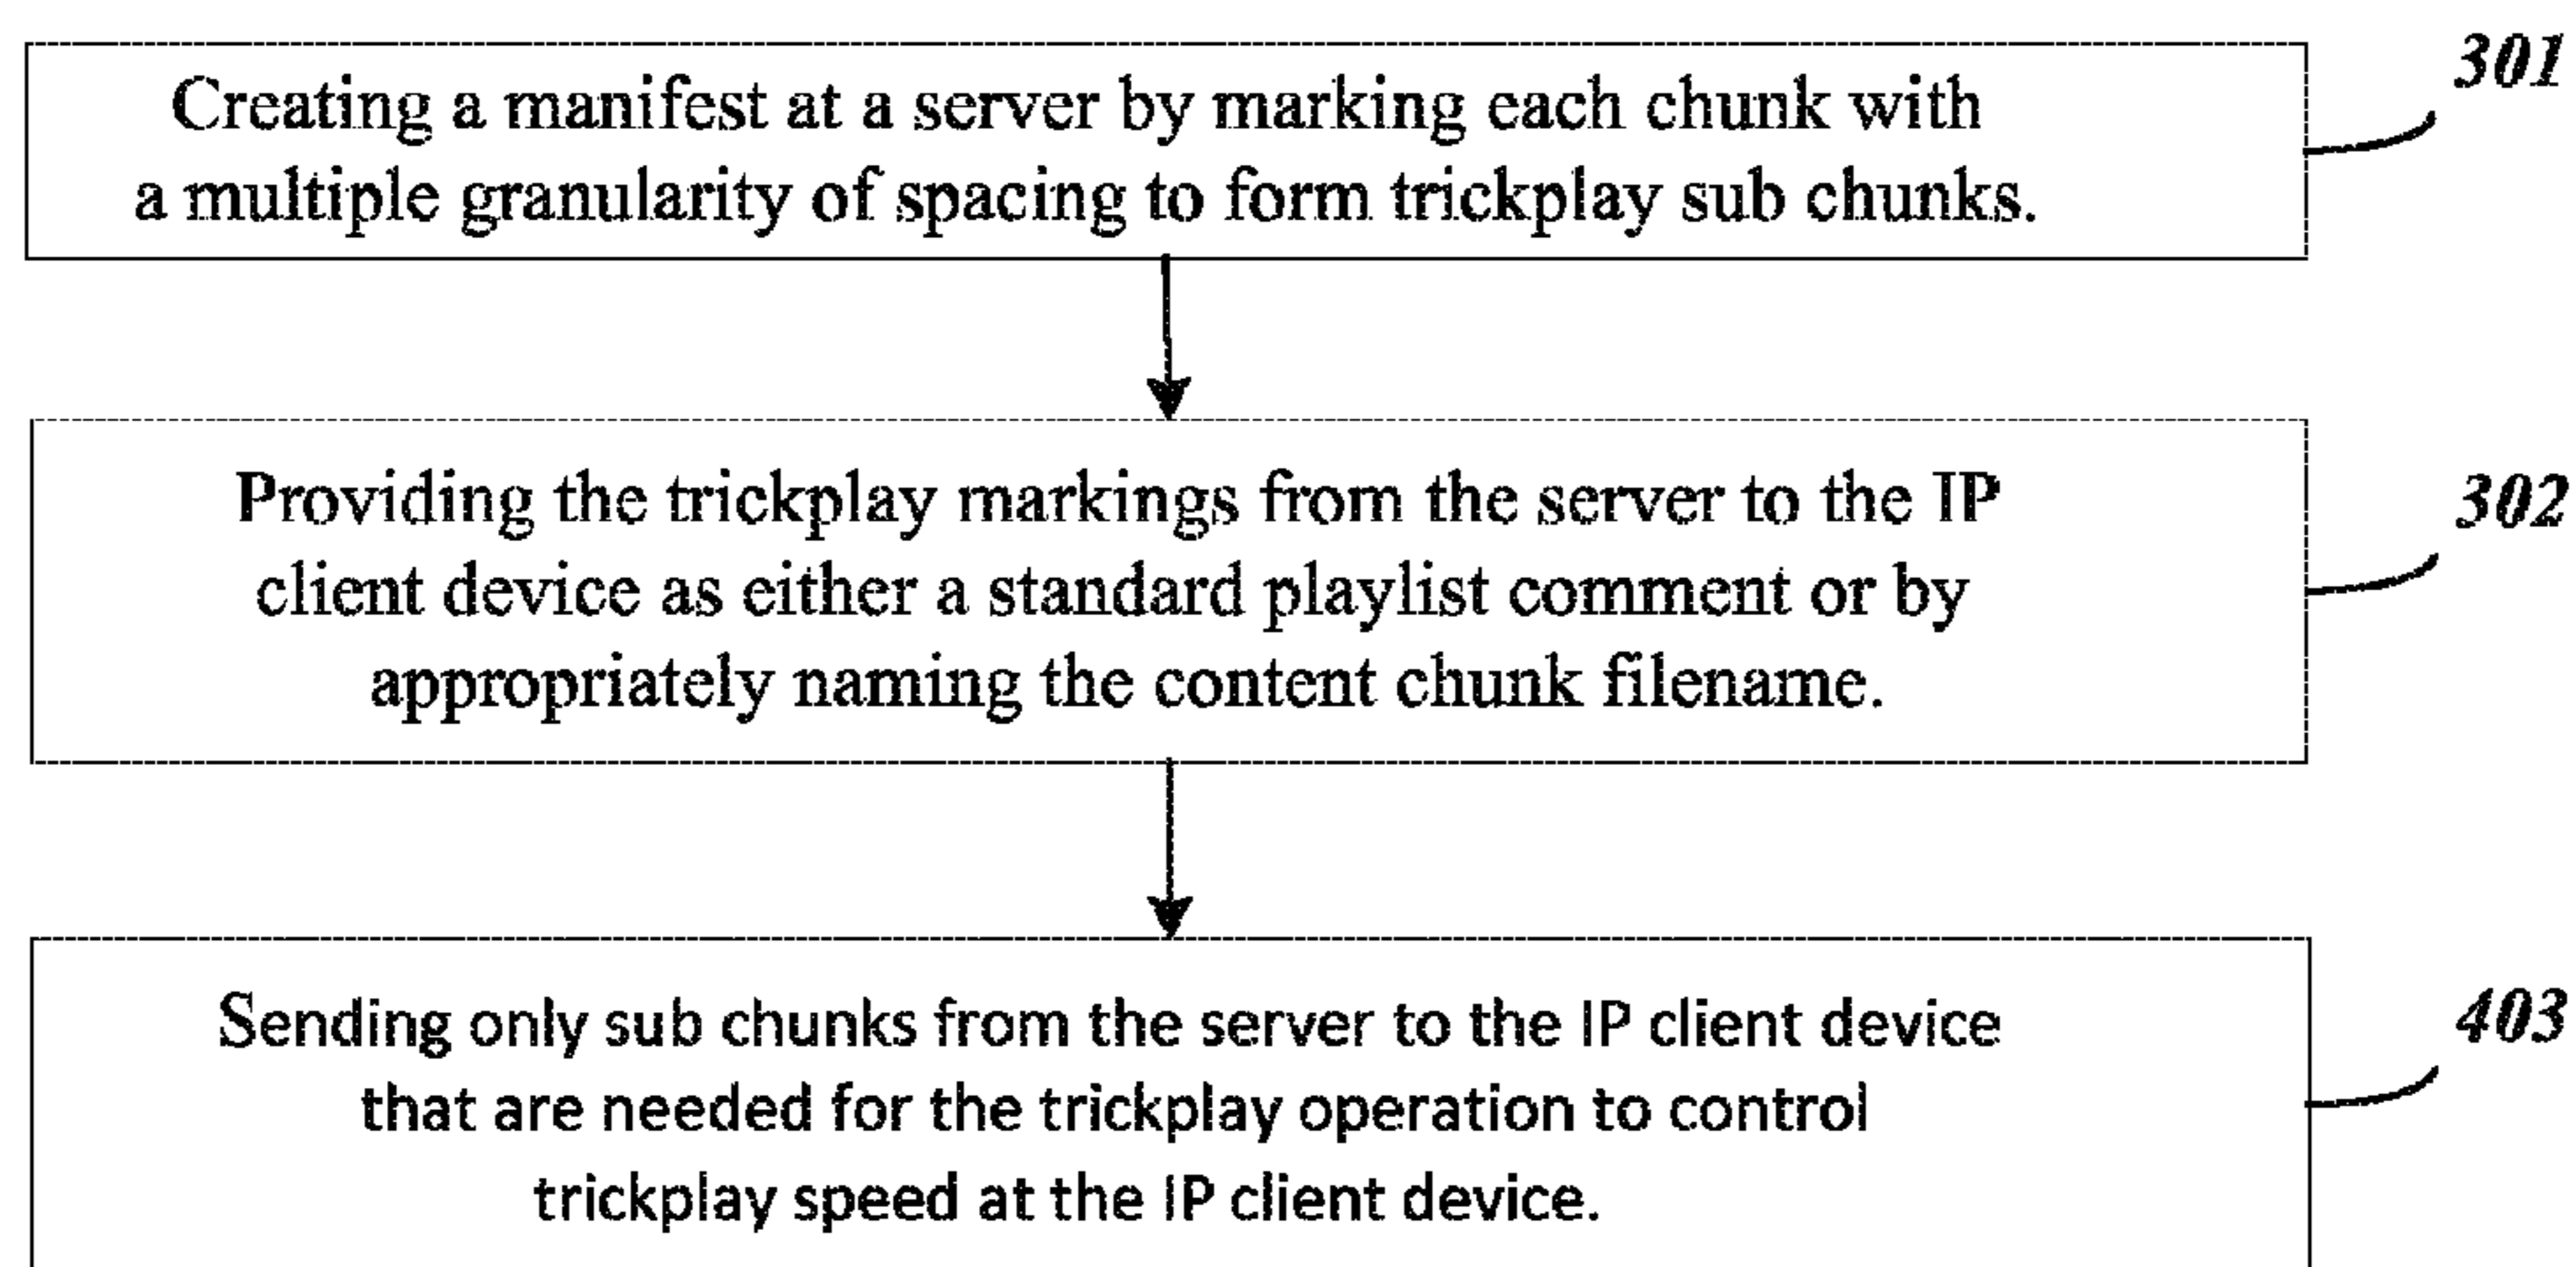 301
Creating a manifest at a server by marking each chunk with
a multiple granularity of spacing to form trickplay sub chunks.
302
Providing the trickplay markings from the server to the IP
client device as either a standard playlist comment or by
appropriately naming the content chunk filename.
403
Sending only sub chunks from the server to the IP client device
that are needed for the trickplay operation to control
trickplay speed at the IP client device.